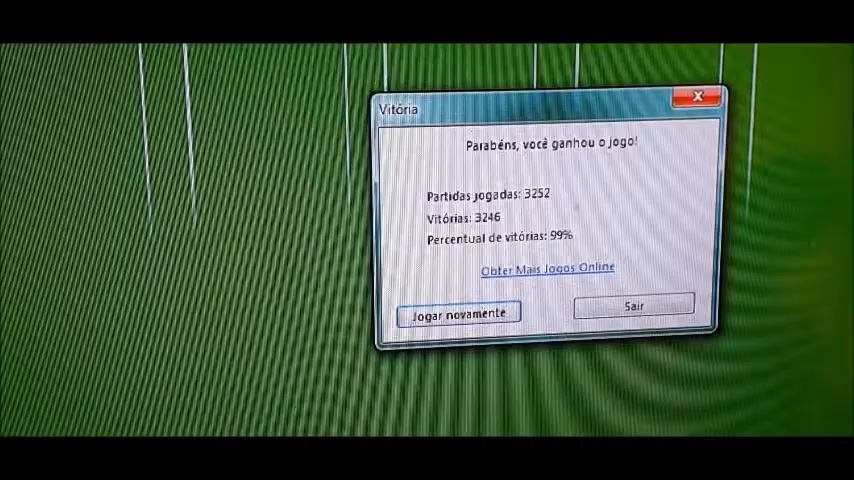 Vitória
Parabéns, você ganhou o jogo!
Partidas jogadas: 3252
Vitórias: 3246
Percentual de vitórias: 99%
Obter Mais Jogos Online
Jogar novamente
Sair